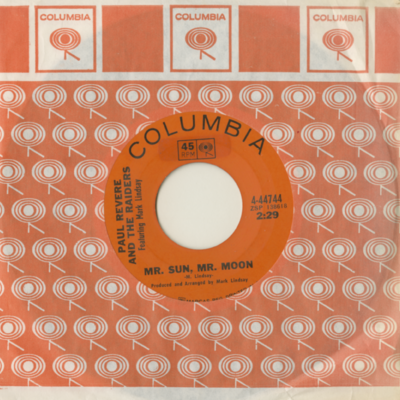 COLUMBIA
COLUMBIA
COLUMBIA
COLUMBIA
45
RPM
PAUL REVERE
AND THE RAIDERS
Featuring Mark Lindsay
4-44744
2:29
MR. SUN, MR. MOON
M. Lindsay
Produced and Arranged by Mark Lindsay